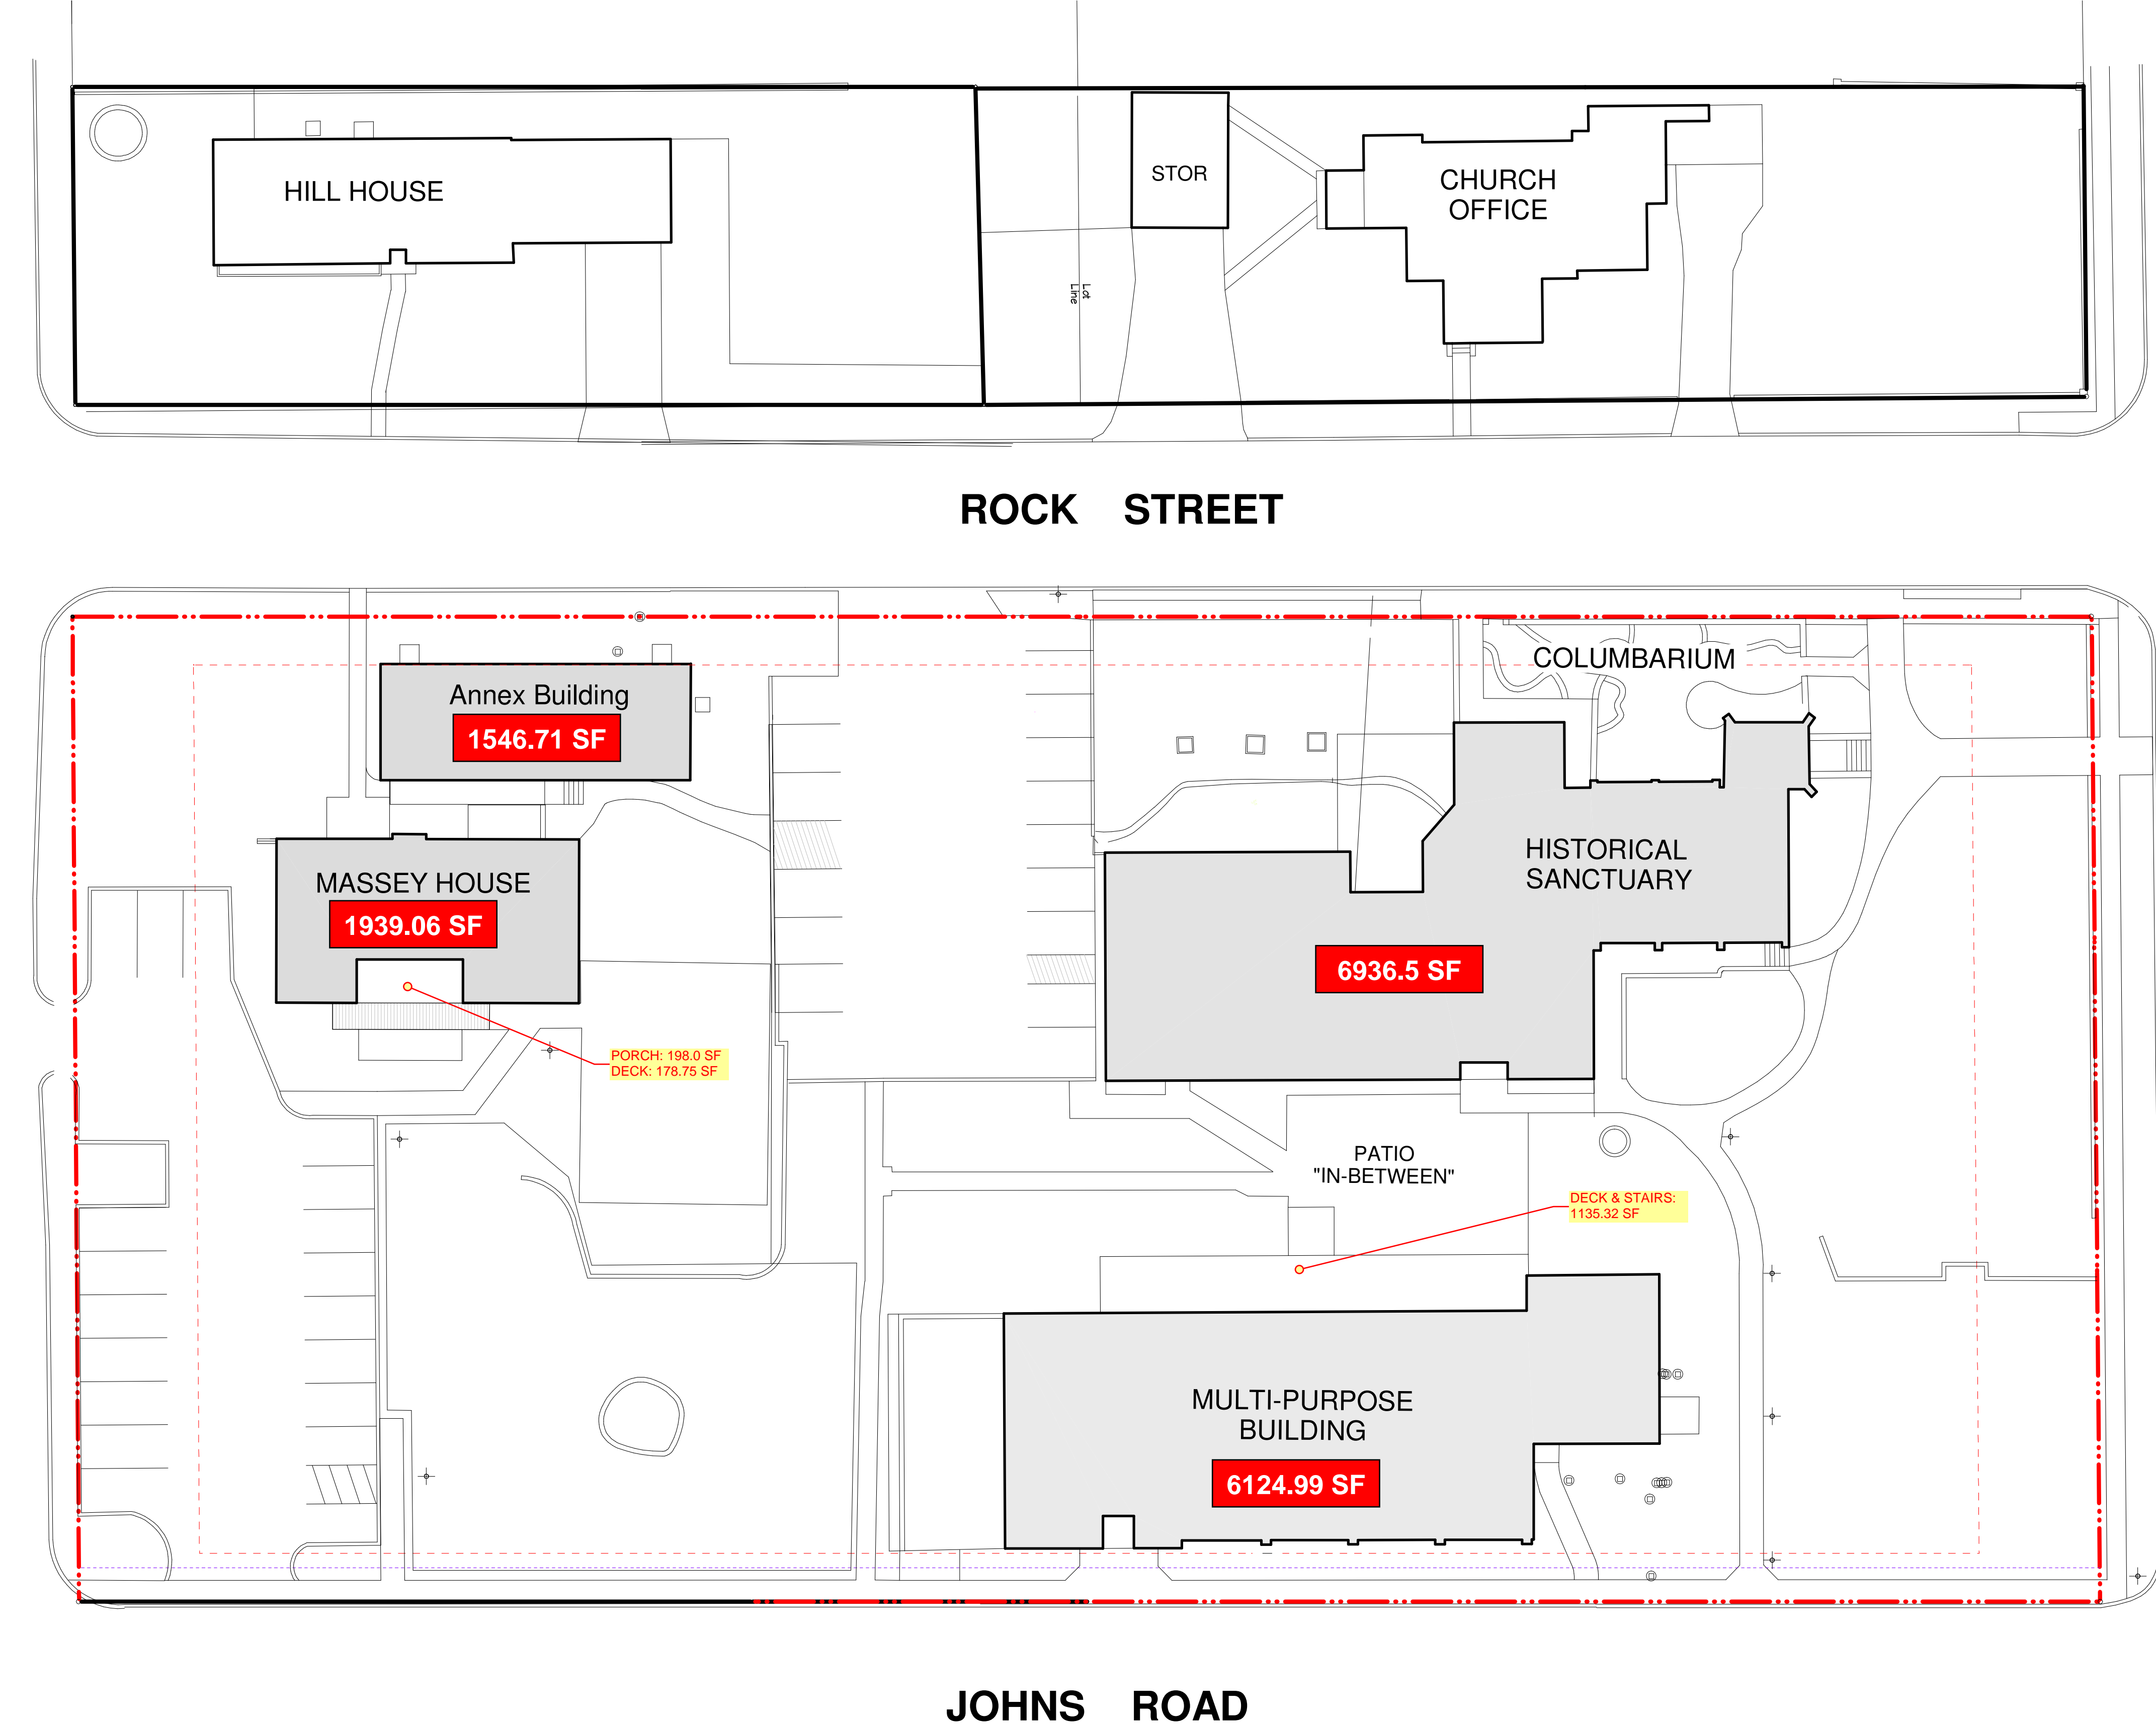 HILL HOUSE
STOR
CHURCH
OFFICE
Lot
Line
ROCK STREET
COLUMBARIUM
Annex Building
1546.71 SF
MASSEY HOUSE
1939.06 SF
HISTORICAL
SANCTUARY
6936.5 SF
PORCH: 198.0 SF
DECK: 178.75 SF
PATIO
"IN-BETWEEN"
DECK & STAIRS:
1135.32 SF
MULTI-PURPOSE
BUILDING
6124.99 SF
JOHNS ROAD